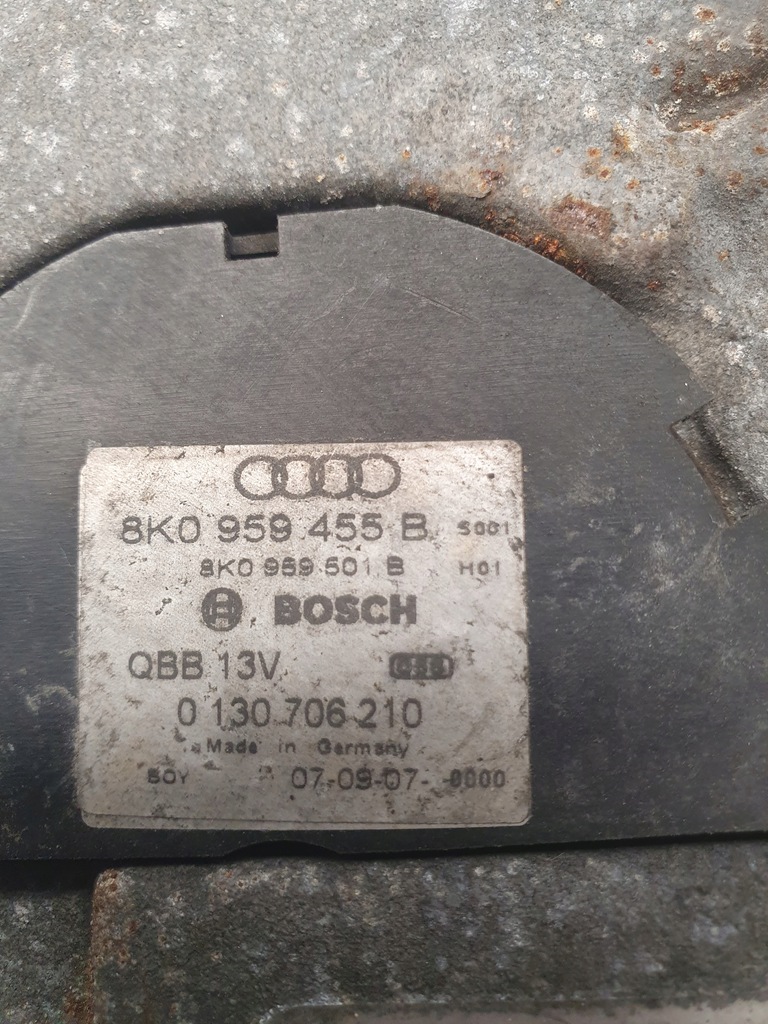 8K0 959 455 B S001
8K0 959 501 B H01
BOSCH
QBB 13V
0 130 706 210
Made in Germany
07-09-07- -0000